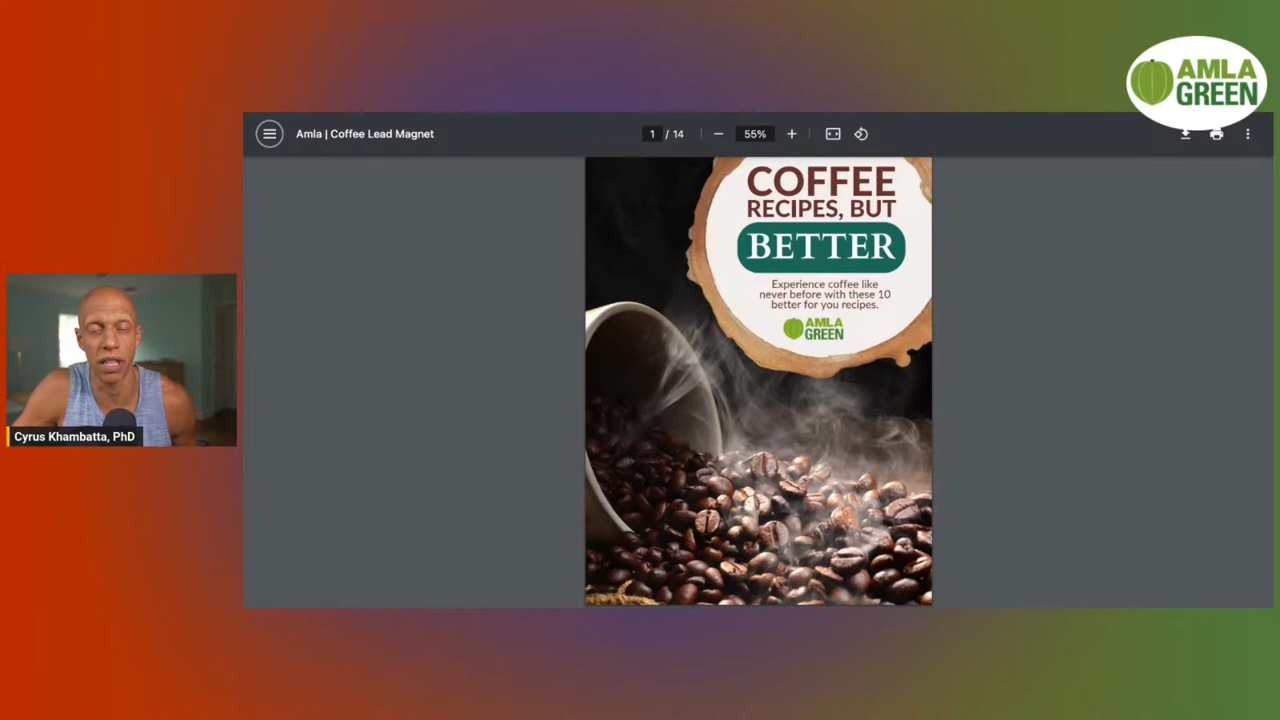 AMLA
GREEN
Amla | Coffee Lead Magnet
1 / 14
55%
COFFEE
RECIPES, BUT
BETTER
Experience coffee like
never before with these 10
better for you recipes.
AMLA
GREEN
Cyrus Khambatta, PhD